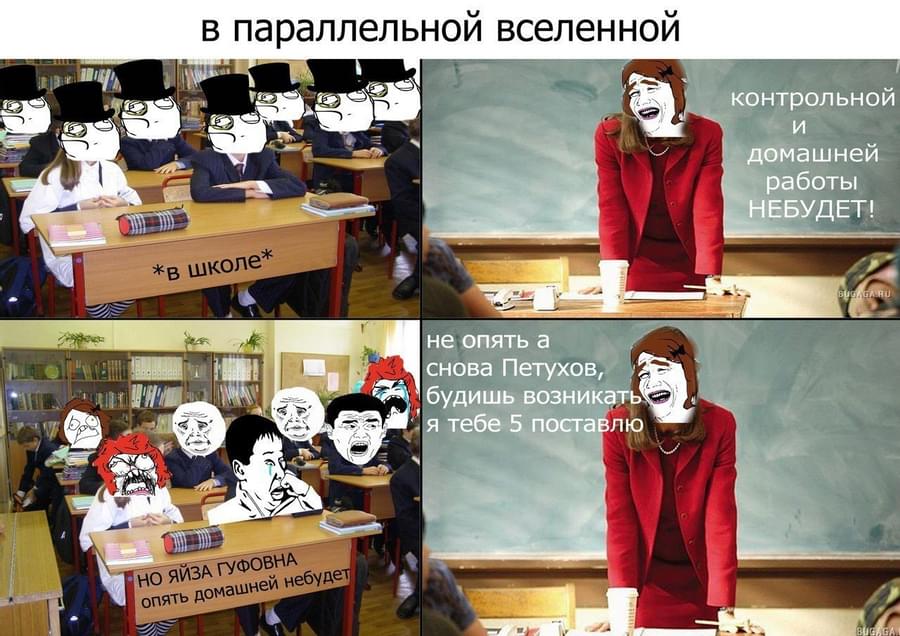 в параллельной вселенной
*в школе*
контрольной
и
домашней
работы
НЕБУДЕТ!
BUGAGA.RU
НО ЯЙЗА ГУФОВНА
опять домашней небудет
не опять а
снова Петухов,
будишь возникать
я тебе 5 поставлю
BUGAGA